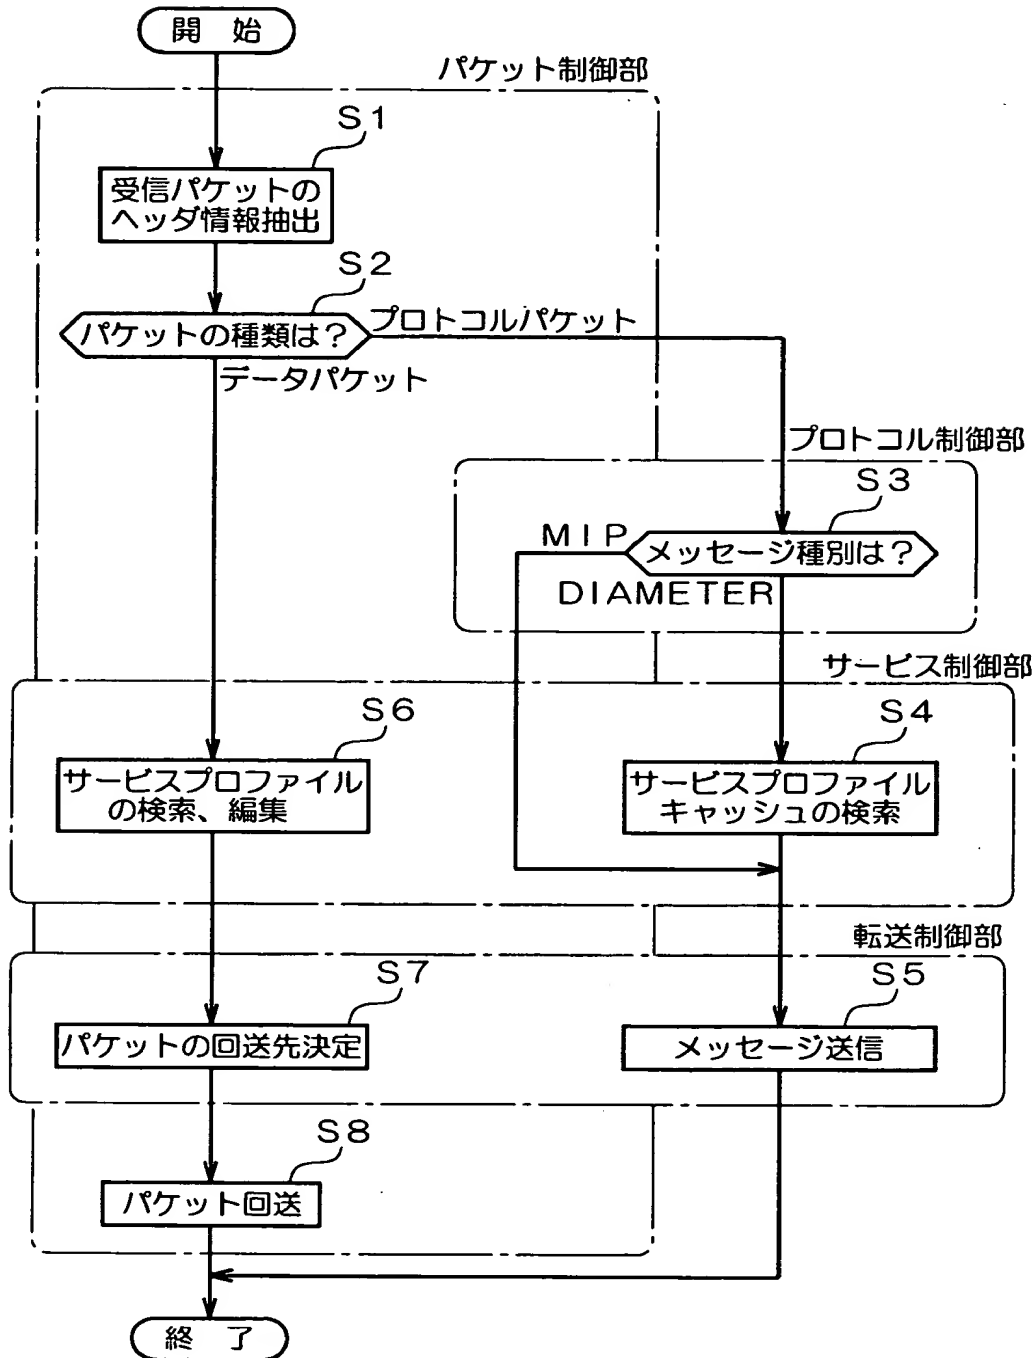 開 始
パケット制御部
S1
受信パケットの
ヘッダ情報抽出
S2
パケットの種類は?
プロトコルパケット
データパケット
プロトコル制御部
S3
MIP
メッセージ種別は?
DIAMETER
サービス制御部
S6
S4
サービスプロファイル
の検索、編集
サービスプロファイル
キャッシュの検索
転送制御部
S7
S5
パケットの回送先決定
メッセージ送信
S8
パケット回送
終 了